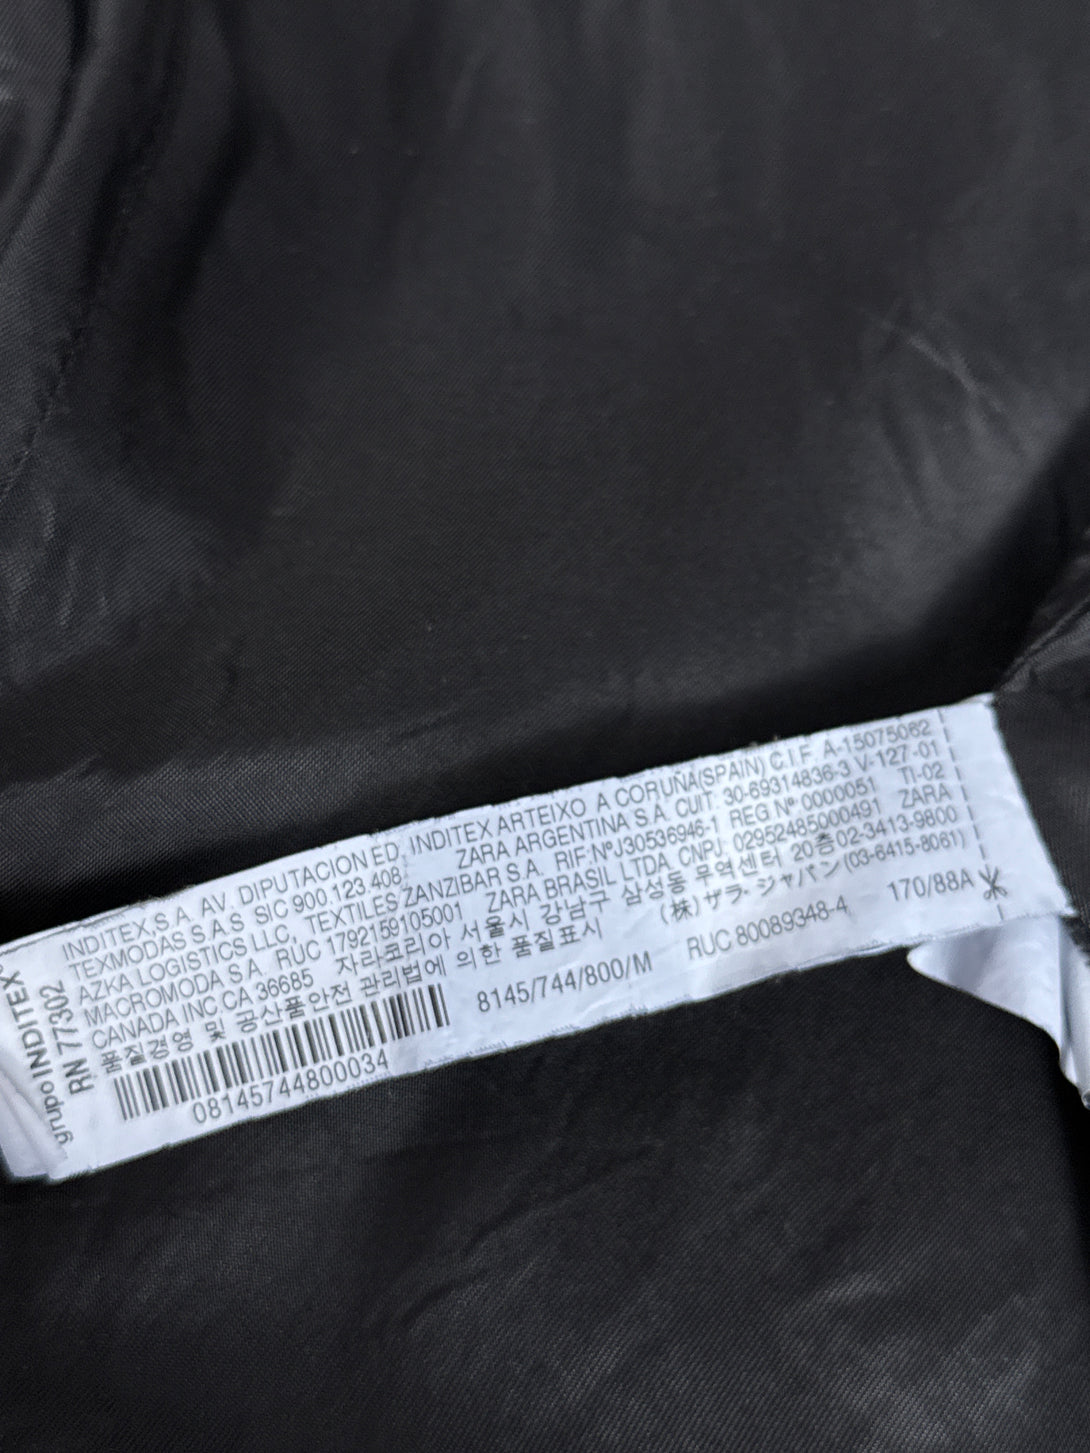 grupo INDITEX
RN 77302
INDITEX,S.A. AV. DIPUTACION ED. INDITEX ARTEIXO A CORUÑA(SPAIN) C.I.F. A-15075062
TEXMODAS S A S SIC 900.123.408 ZARA ARGENTINA S.A. CUIT. 30-69314836-3 V-127-01
AZKA LOGISTICS LLC, TEXTILES ZANZIBAR S.A. RIF:NºJ30536946-1 REG Nº 0000051 TI-02
MACROMODA S.A. RUC 1792159105001 ZARA BRASIL LTDA, CNPJ: 02952485000491 ZARA
CANADA INC.CA 36685 자라코리아 서울시 강남구 삼성동 무역센터 20층02-3413-9800
품질경영 및 공산품안전 관리법에 의한 품질표시 (株)ザラ・ジャパン(03-6415-8061)
08145744800034
8145/744/800/M RUC 80089348-4 170/88A